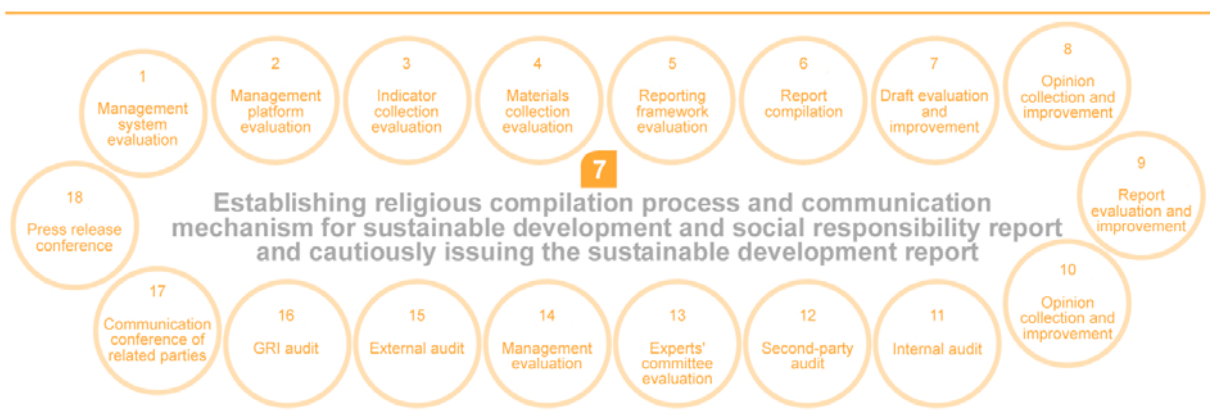 1
Management
system
evaluation
2
Management
platform
evaluation
3
Indicator
collection
evaluation
4
Materials
collection
evaluation
5
Reporting
framework
evaluation
6
Report
compilation
7
Draft evaluation
and
improvement
8
Opinion
collection and
improvement
9
Report
evaluation and
improvement
10
Opinion
collection and
improvement
11
Internal audit
12
Second-party
audit
13
Experts'
committee
evaluation
14
Management
evaluation
15
External audit
16
GRI audit
17
Communication
conference of
related parties
18
Press release
conference
7
Establishing religious compilation process and communication
mechanism for sustainable development and social responsibility report
and cautiously issuing the sustainable development report